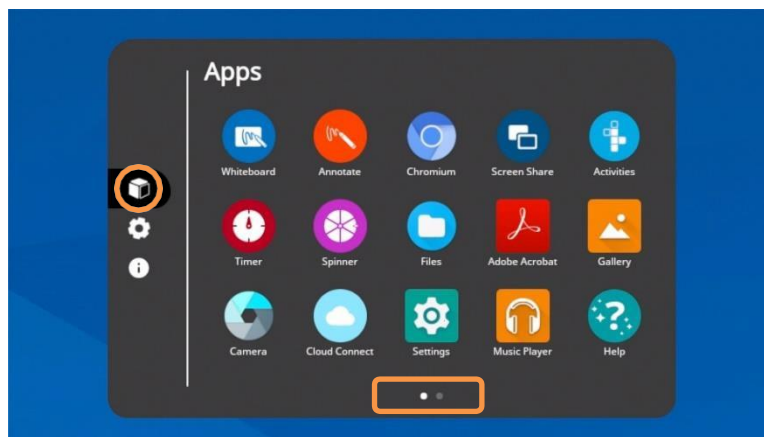 Apps
Whiteboard Annotate Chromium Screen Share Activities
Timer Spinner Files Adobe Acrobat Gallery
Camera Cloud Connect Settings Music Player Help